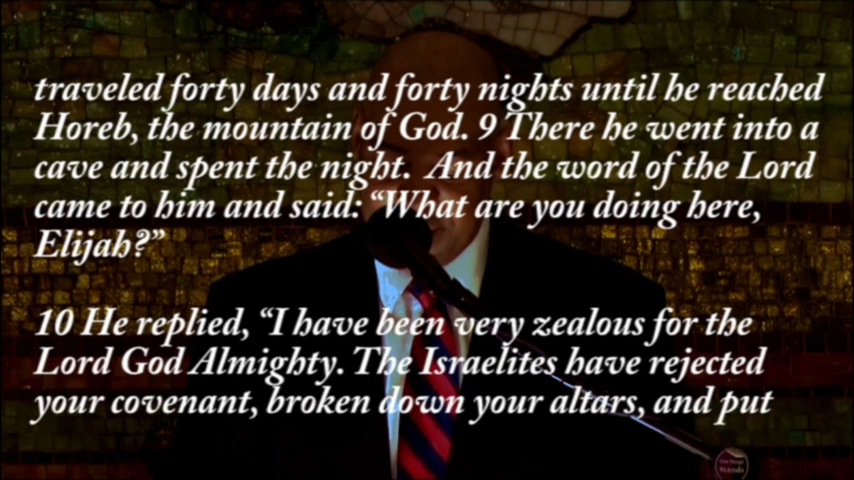 traveled forty days and forty nights until he reached
Horeb, the mountain of God. 9 There he went into a
cave and spent the night.  And the word of the Lord
came to him and said: “What are you doing here,
Elijah?”
10 He replied, “I have been very zealous for the
Lord God Almighty. The Israelites have rejected
your covenant, broken down your altars, and put
Stands